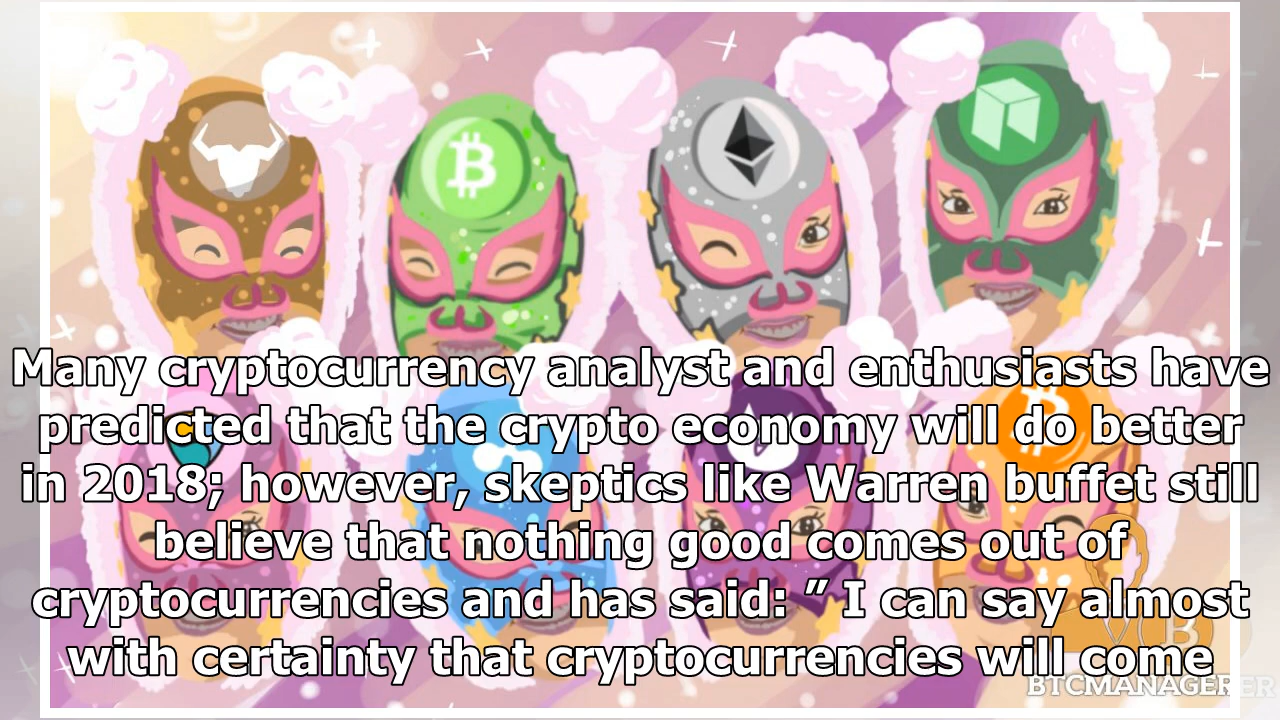 Many cryptocurrency analyst and enthusiasts have
predicted that the crypto economy will do better
in 2018; however, skeptics like Warren buffet still
believe that nothing good comes out of
cryptocurrencies and has said: ” I can say almost
with certainty that cryptocurrencies will come
BTCMANAGER